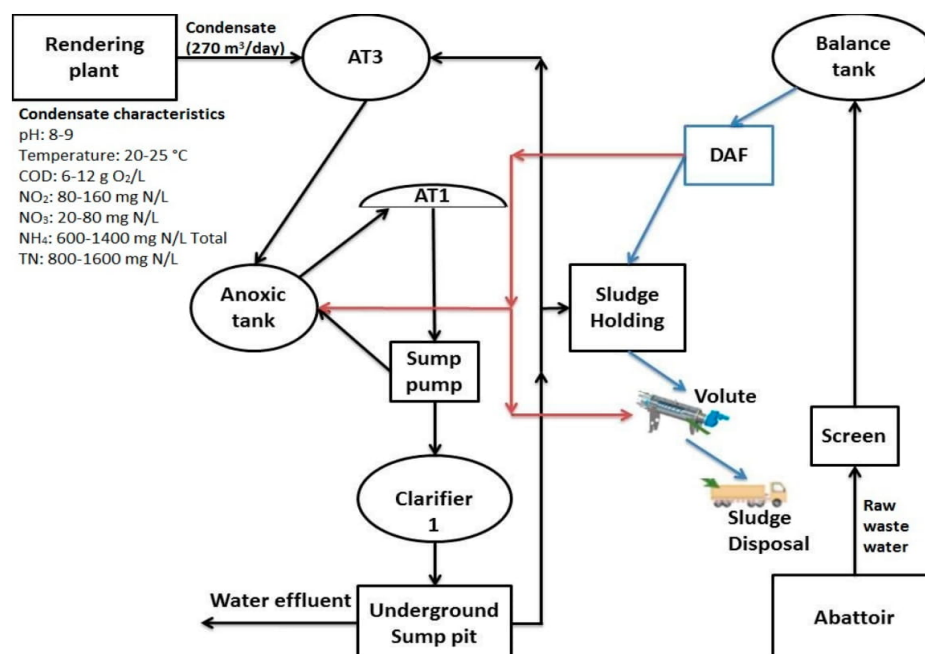 Rendering
plant
Condensate
(270 m³/day)
AT3
Balance
tank
Condensate characteristics
pH: 8-9
Temperature: 20-25 °C
COD: 6-12 g O₂/L
NO₂: 80-160 mg N/L
NO₃: 20-80 mg N/L
NH₄: 600-1400 mg N/L Total
TN: 800-1600 mg N/L
DAF
AT1
Anoxic
tank
Sludge
Holding
Sump
pump
Volute
Screen
Clarifier
1
Sludge
Disposal
Raw
waste
water
Water effluent
Underground
Sump pit
Abattoir